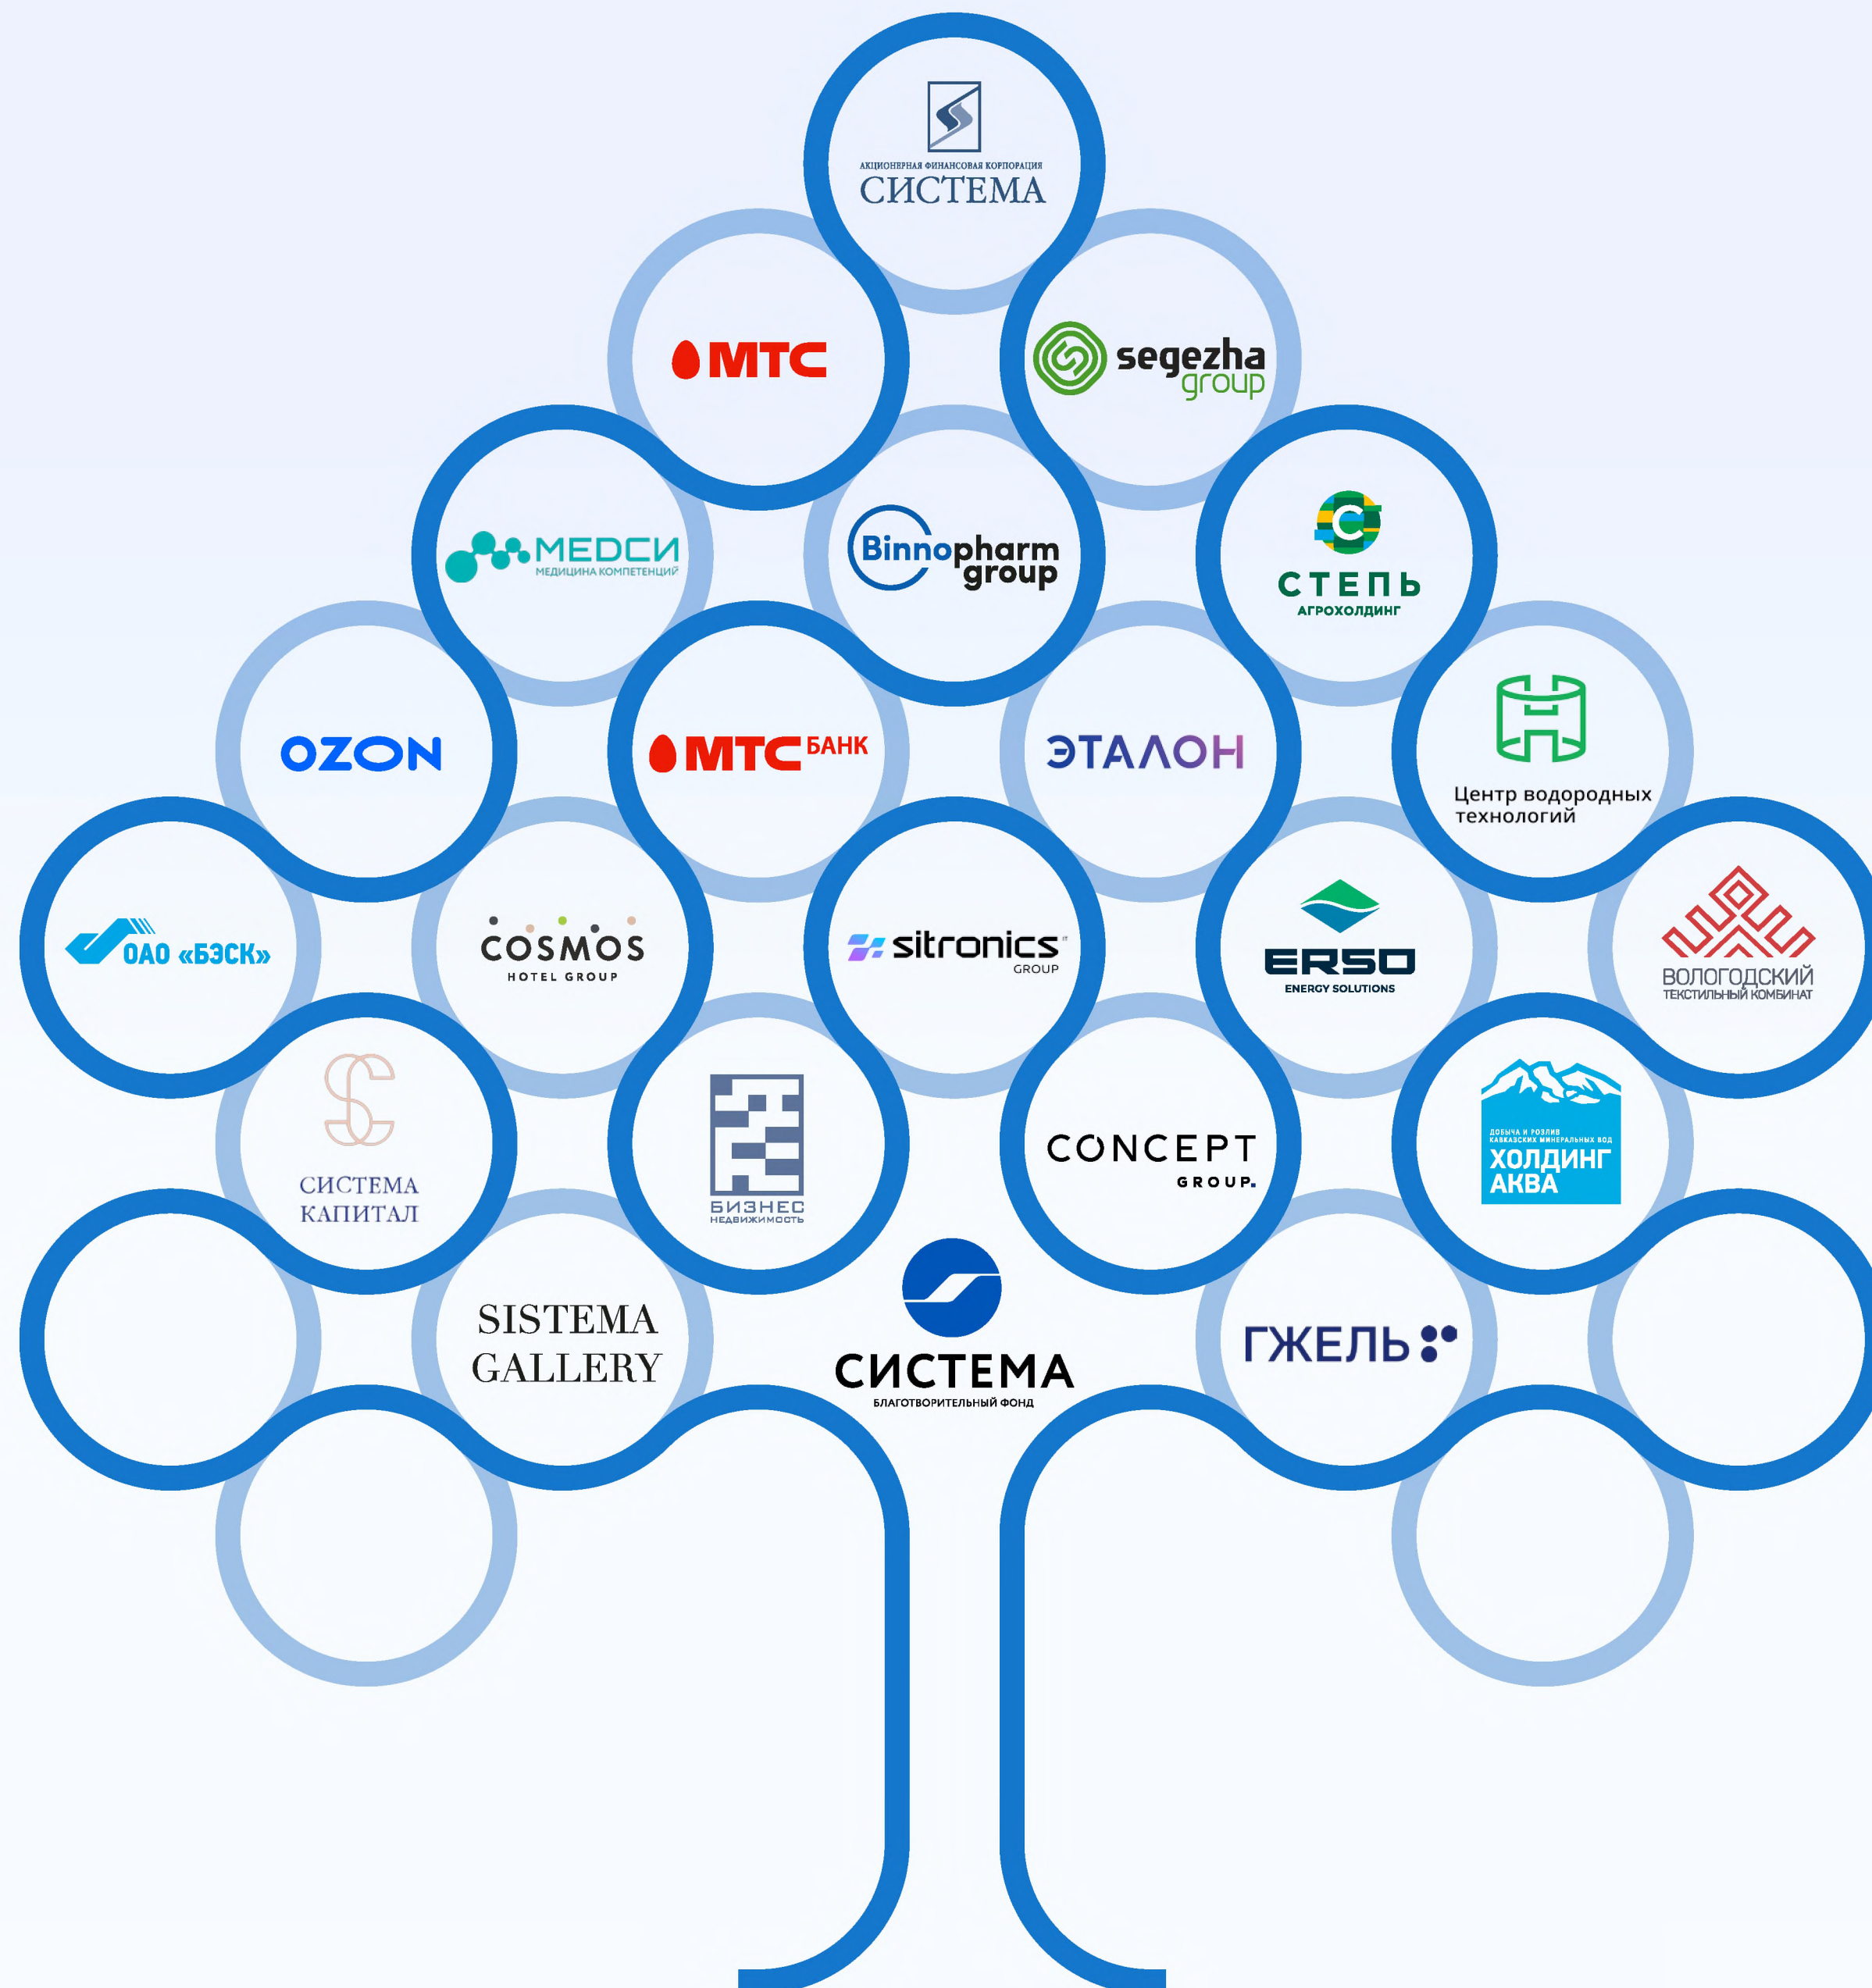 АКЦИОНЕРНАЯ ФИНАНСОВАЯ КОРПОРАЦИЯ
СИСТЕМА
МТС
segezha
group
МЕДСИ
МЕДИЦИНА КОМПЕТЕНЦИЙ
Binnopharm
group
СТЕПЬ
АГРОХОЛДИНГ
OZON
МТС БАНК
ЭТАЛОН
Центр водородных
технологий
ОАО «БЭСК»
COSMOS
HOTEL GROUP
sitronics IT
GROUP
ERSO
ENERGY SOLUTIONS
ВОЛОГОДСКИЙ
ТЕКСТИЛЬНЫЙ КОМБИНАТ
СИСТЕМА
КАПИТАЛ
БИЗНЕС
НЕДВИЖИМОСТЬ
CONCEPT
GROUP.
ДОБЫЧА И РОЗЛИВ
КАВКАЗСКИХ МИНЕРАЛЬНЫХ ВОД
ХОЛДИНГ
АКВА
SISTEMA
GALLERY
СИСТЕМА
БЛАГОТВОРИТЕЛЬНЫЙ ФОНД
ГЖЕЛЬ